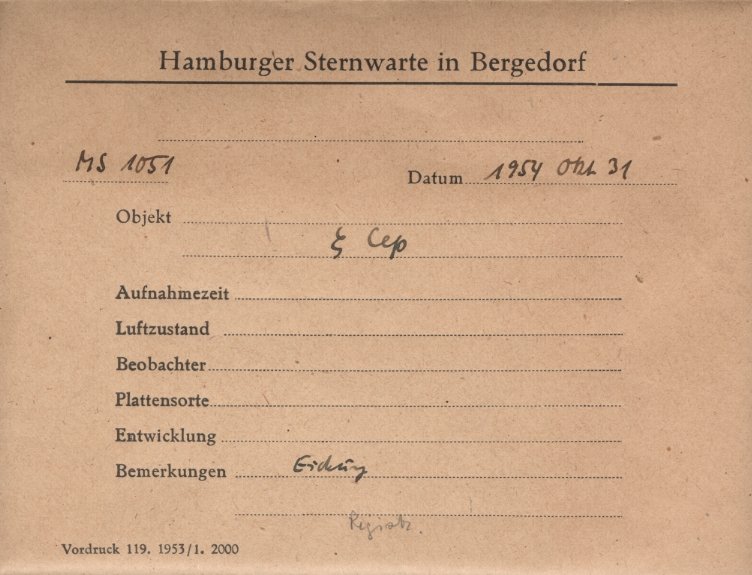 Hamburger Sternwarte in Bergedorf
MS 1051
Datum 1954 Okt 31
Objekt
ξ Cep
Aufnahmezeit
Luftzustand
Beobachter
Plattensorte
Entwicklung
Bemerkungen Eichung
Vordruck 119. 1953/1. 2000